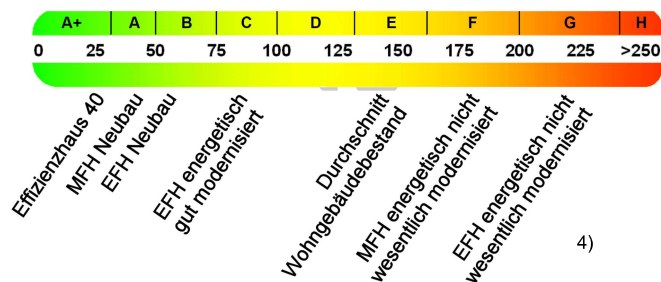 A+ A B C D E F G H
0 25 50 75 100 125 150 175 200 225 >250
Effizienzhaus 40
MFH Neubau
EFH Neubau
EFH energetisch
gut modernisiert
Durchschnitt
Wohngebäudebestand
MFH energetisch nicht
wesentlich modernisiert
EFH energetisch nicht
wesentlich modernisiert
4)